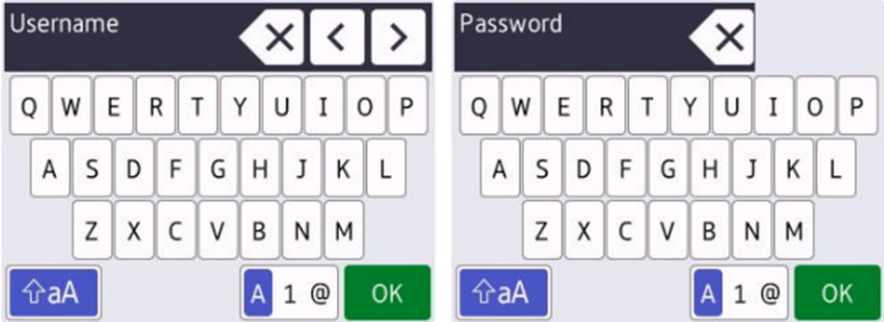 Username
< >
Q W E R T Y U I O P
A S D F G H J K L
Z X C V B N M
aA A 1 @ OK
Password
Q W E R T Y U I O P
A S D F G H J K L
Z X C V B N M
aA A 1 @ OK